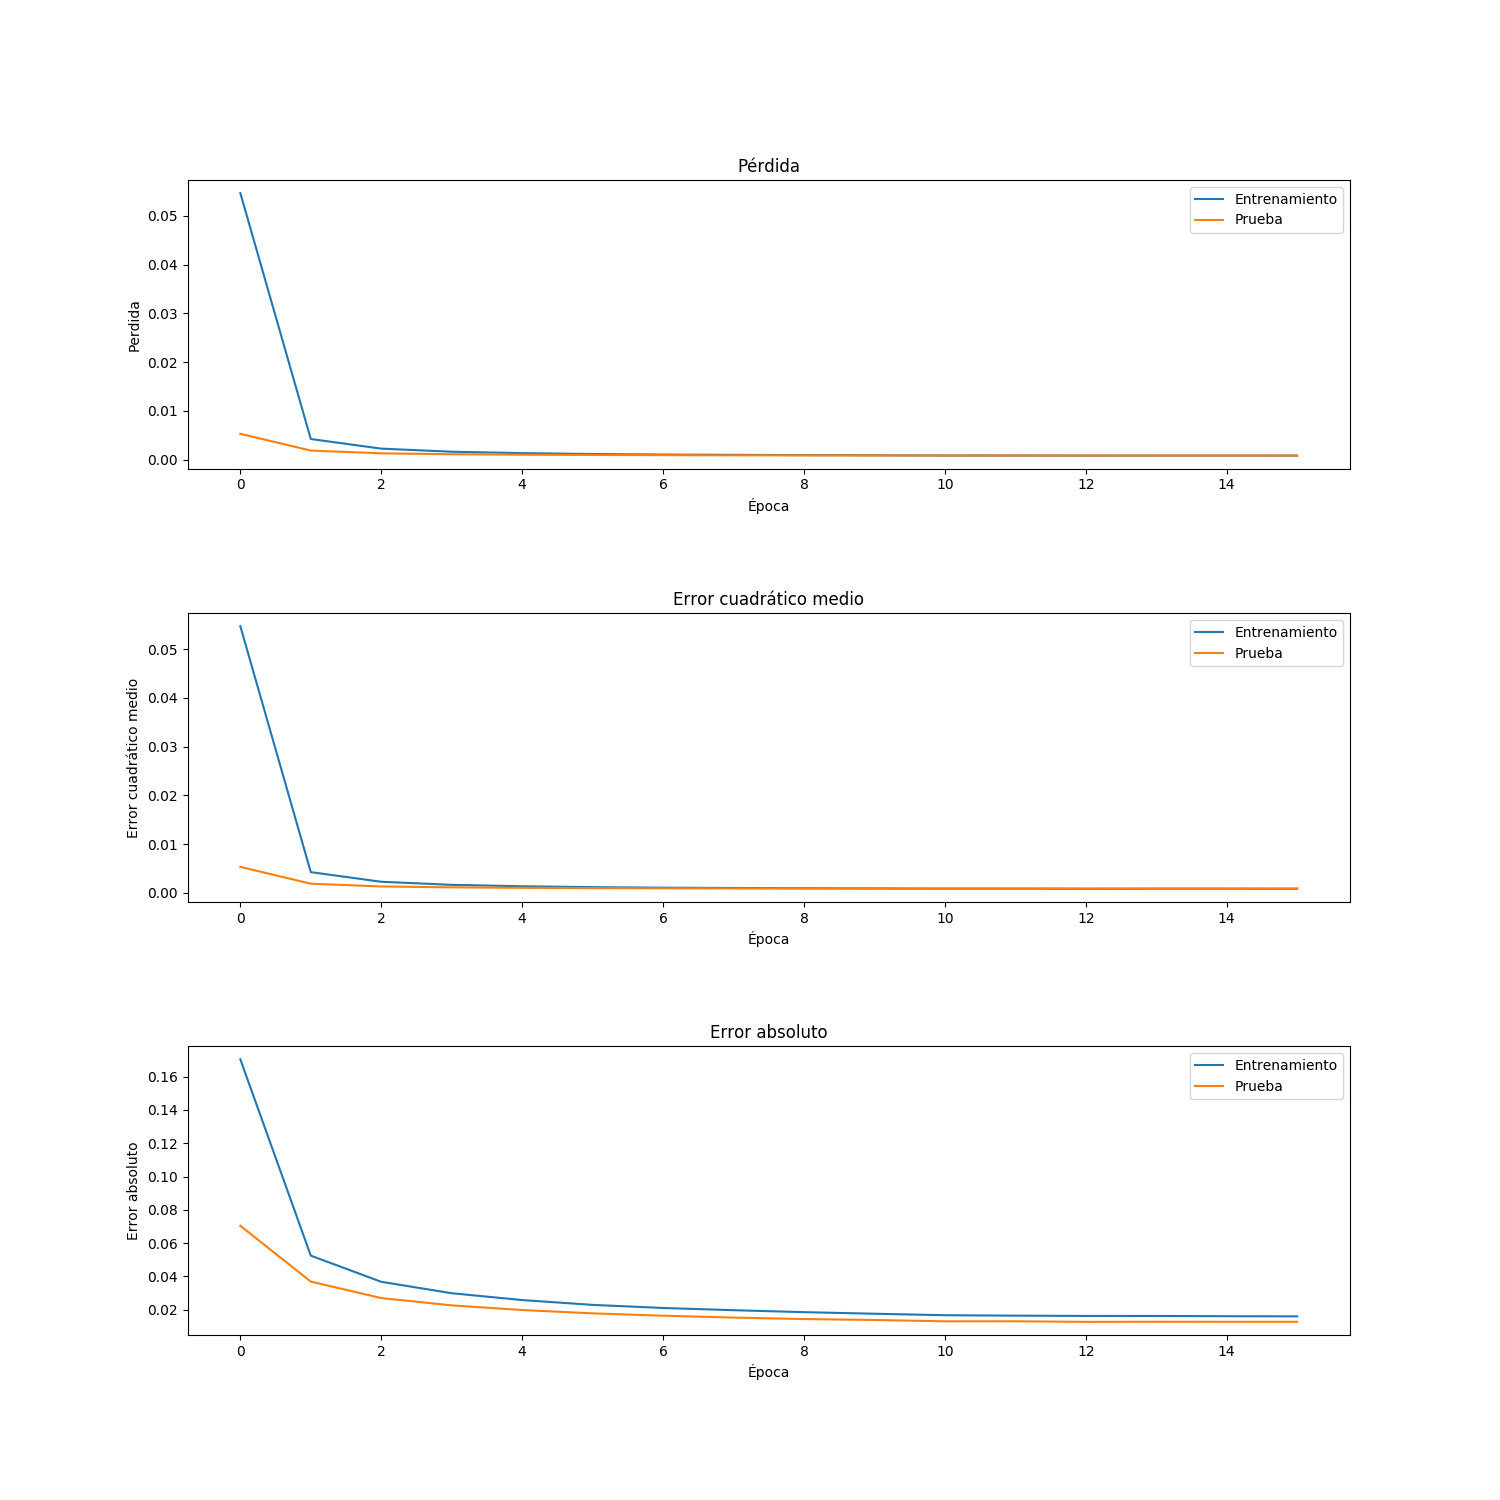 Pérdida
Entrenamiento
Prueba
0.05
0.04
0.03
0.02
0.01
0.00
Perdida
0 2 4 6 8 10 12 14
Época
Error cuadrático medio
Entrenamiento
Prueba
0.05
0.04
0.03
0.02
0.01
0.00
Error cuadrático medio
0 2 4 6 8 10 12 14
Época
Error absoluto
Entrenamiento
Prueba
0.16
0.14
0.12
0.10
0.08
0.06
0.04
0.02
Error absoluto
0 2 4 6 8 10 12 14
Época